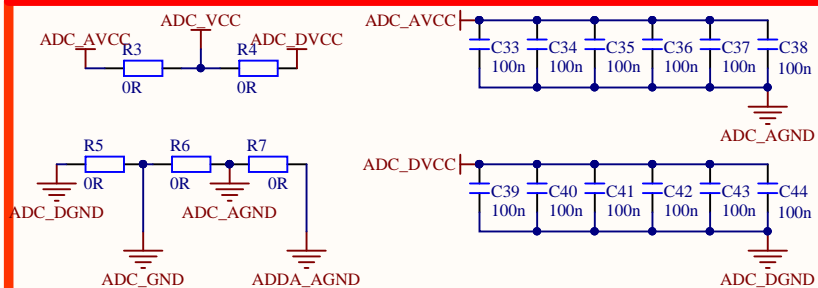 ADC_VCC
ADC_AVCC R3 R4 ADC_DVCC
0R 0R
R5 R6 R7
0R 0R 0R
ADC_DGND ADC_AGND
ADC_GND ADDA_AGND
ADC_AVCC
C33 C34 C35 C36 C37 C38
100n 100n 100n 100n 100n 100n
ADC_AGND
ADC_DVCC
C39 C40 C41 C42 C43 C44
100n 100n 100n 100n 100n 100n
ADC_DGND